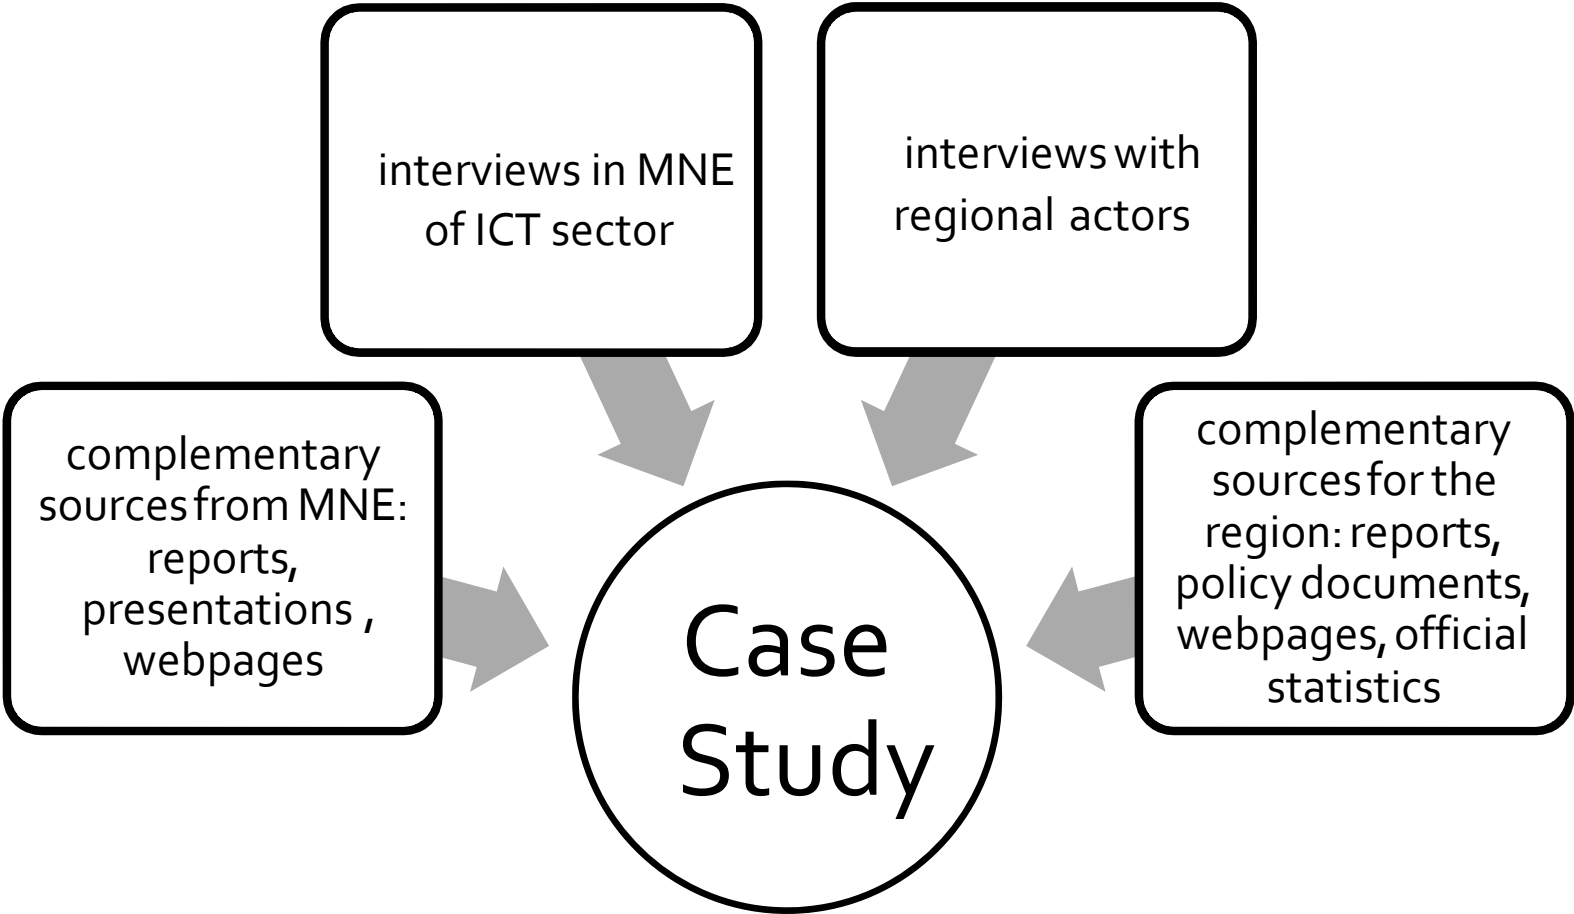 interviews in MNE
of ICT sector
interviews with
regional actors
complementary
sources from MNE:
reports,
presentations ,
webpages
complementary
sources for the
region: reports,
policy documents,
webpages, official
statistics
Case
Study